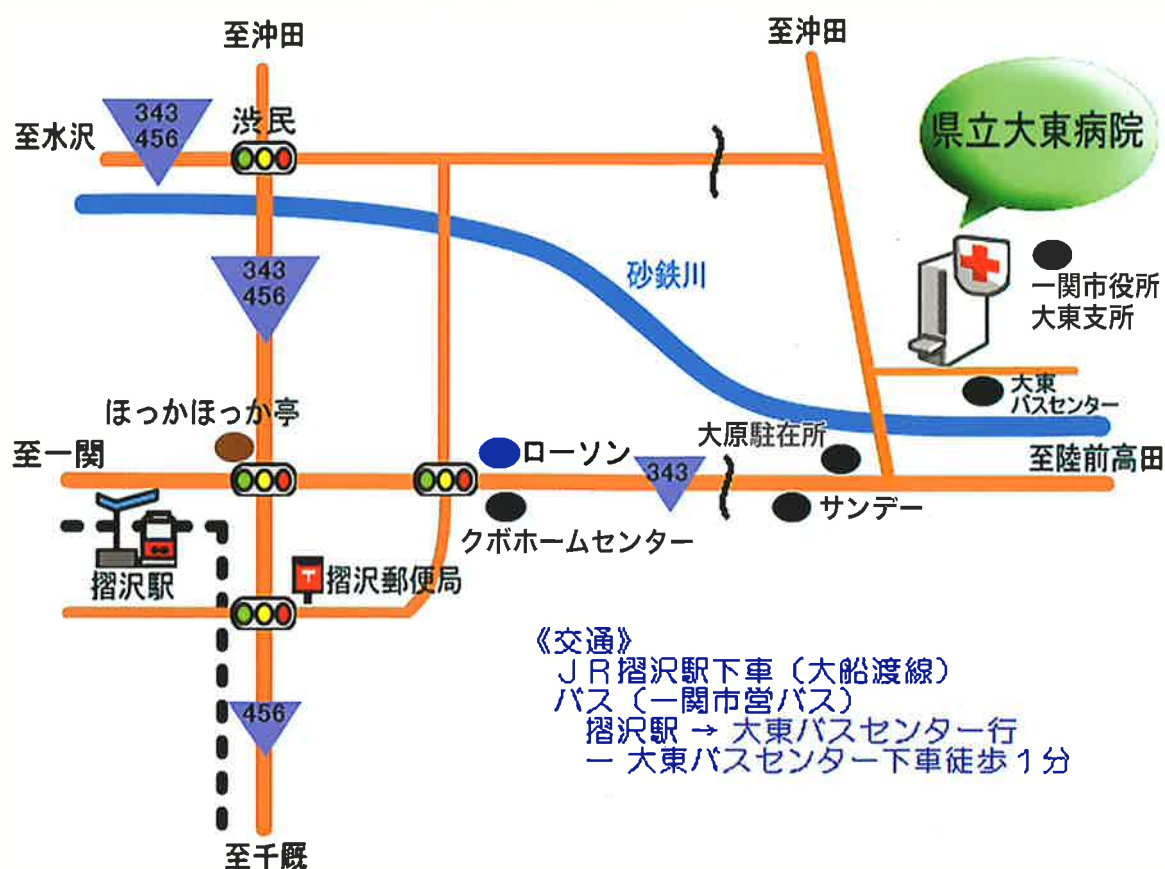 至沖田
至沖田
343
456
渋民
至水沢
県立大東病院
343
456
砂鉄川
一関市役所
大東支所
大東
バスセンター
ほっかほっか亭
大原駐在所
至一関
ローソン
343
至陸前高田
サンデー
クボホームセンター
摺沢駅
〒
摺沢郵便局
456
至千厩
《交通》
JR摺沢駅下車(大船渡線)
バス(一関市営バス)
摺沢駅 → 大東バスセンター行
ー 大東バスセンター下車徒歩1分